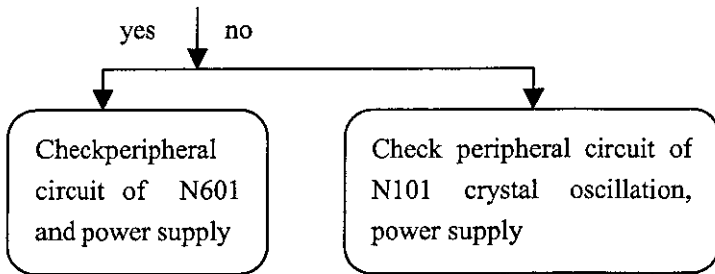 yes no
Checkperipheral
circuit of N601
and power supply
Check peripheral circuit of
N101 crystal oscillation,
power supply